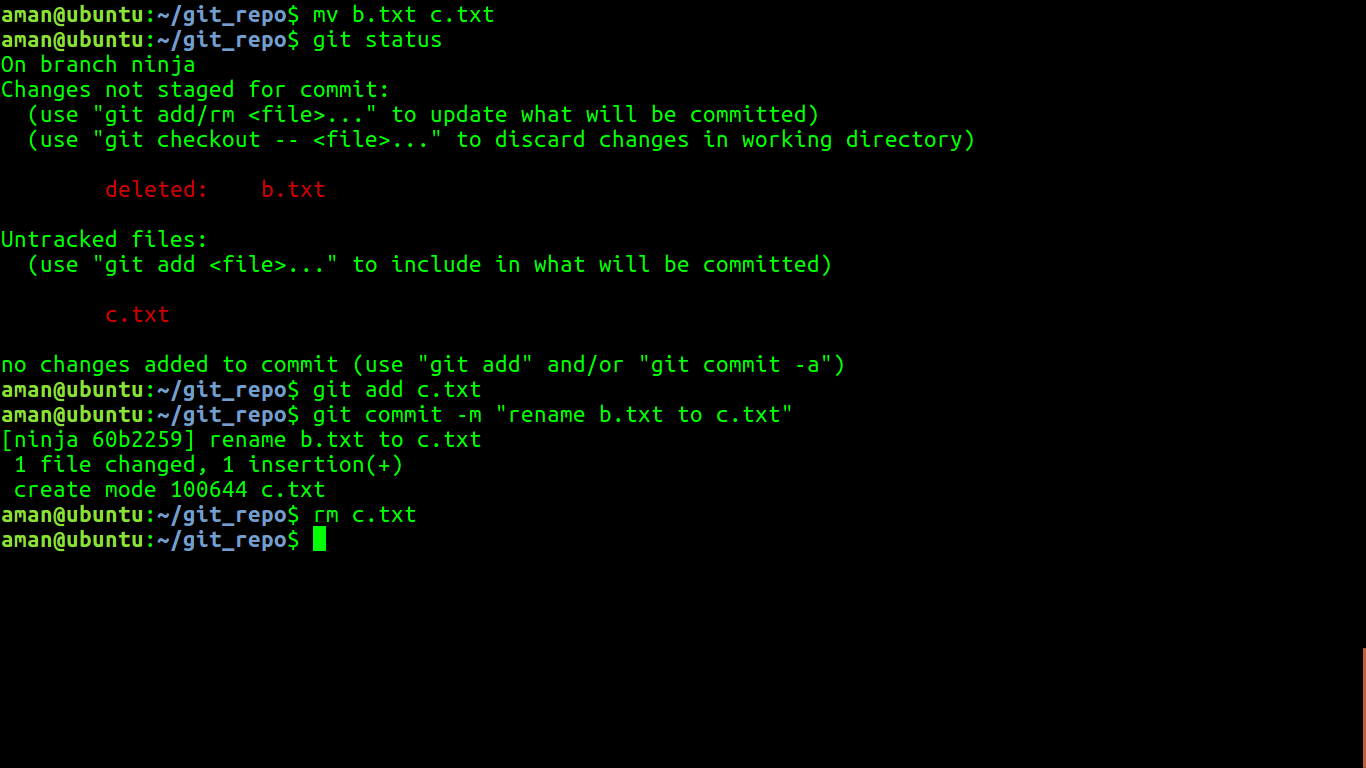 aman@ubuntu:~/git_repo$ mv b.txt c.txt
aman@ubuntu:~/git_repo$ git status
On branch ninja
Changes not staged for commit:
  (use "git add/rm <file>..." to update what will be committed)
  (use "git checkout -- <file>..." to discard changes in working directory)
        deleted:    b.txt
Untracked files:
  (use "git add <file>..." to include in what will be committed)
        c.txt
no changes added to commit (use "git add" and/or "git commit -a")
aman@ubuntu:~/git_repo$ git add c.txt
aman@ubuntu:~/git_repo$ git commit -m "rename b.txt to c.txt"
[ninja 60b2259] rename b.txt to c.txt
 1 file changed, 1 insertion(+)
 create mode 100644 c.txt
aman@ubuntu:~/git_repo$ rm c.txt
aman@ubuntu:~/git_repo$